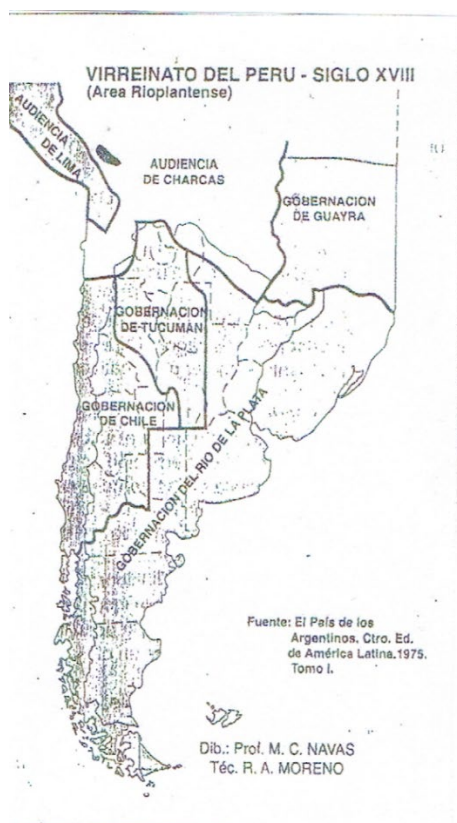 VIRREINATO DEL PERU - SIGLO XVIII
(Area Rioplantense)
AUDIENCIA
DE LIMA
AUDIENCIA
DE CHARCAS
GOBERNACION
DE GUAYRA
GOBERNACION
DE TUCUMAN
GOBERNACION
DE CHILE
GOBERNACION DEL RIO DE LA PLATA
Fuente: El País de los
Argentinos. Ctro. Ed.
de América Latina.1975.
Tomo I.
Dib.: Prof. M. C. NAVAS
Téc. R. A. MORENO